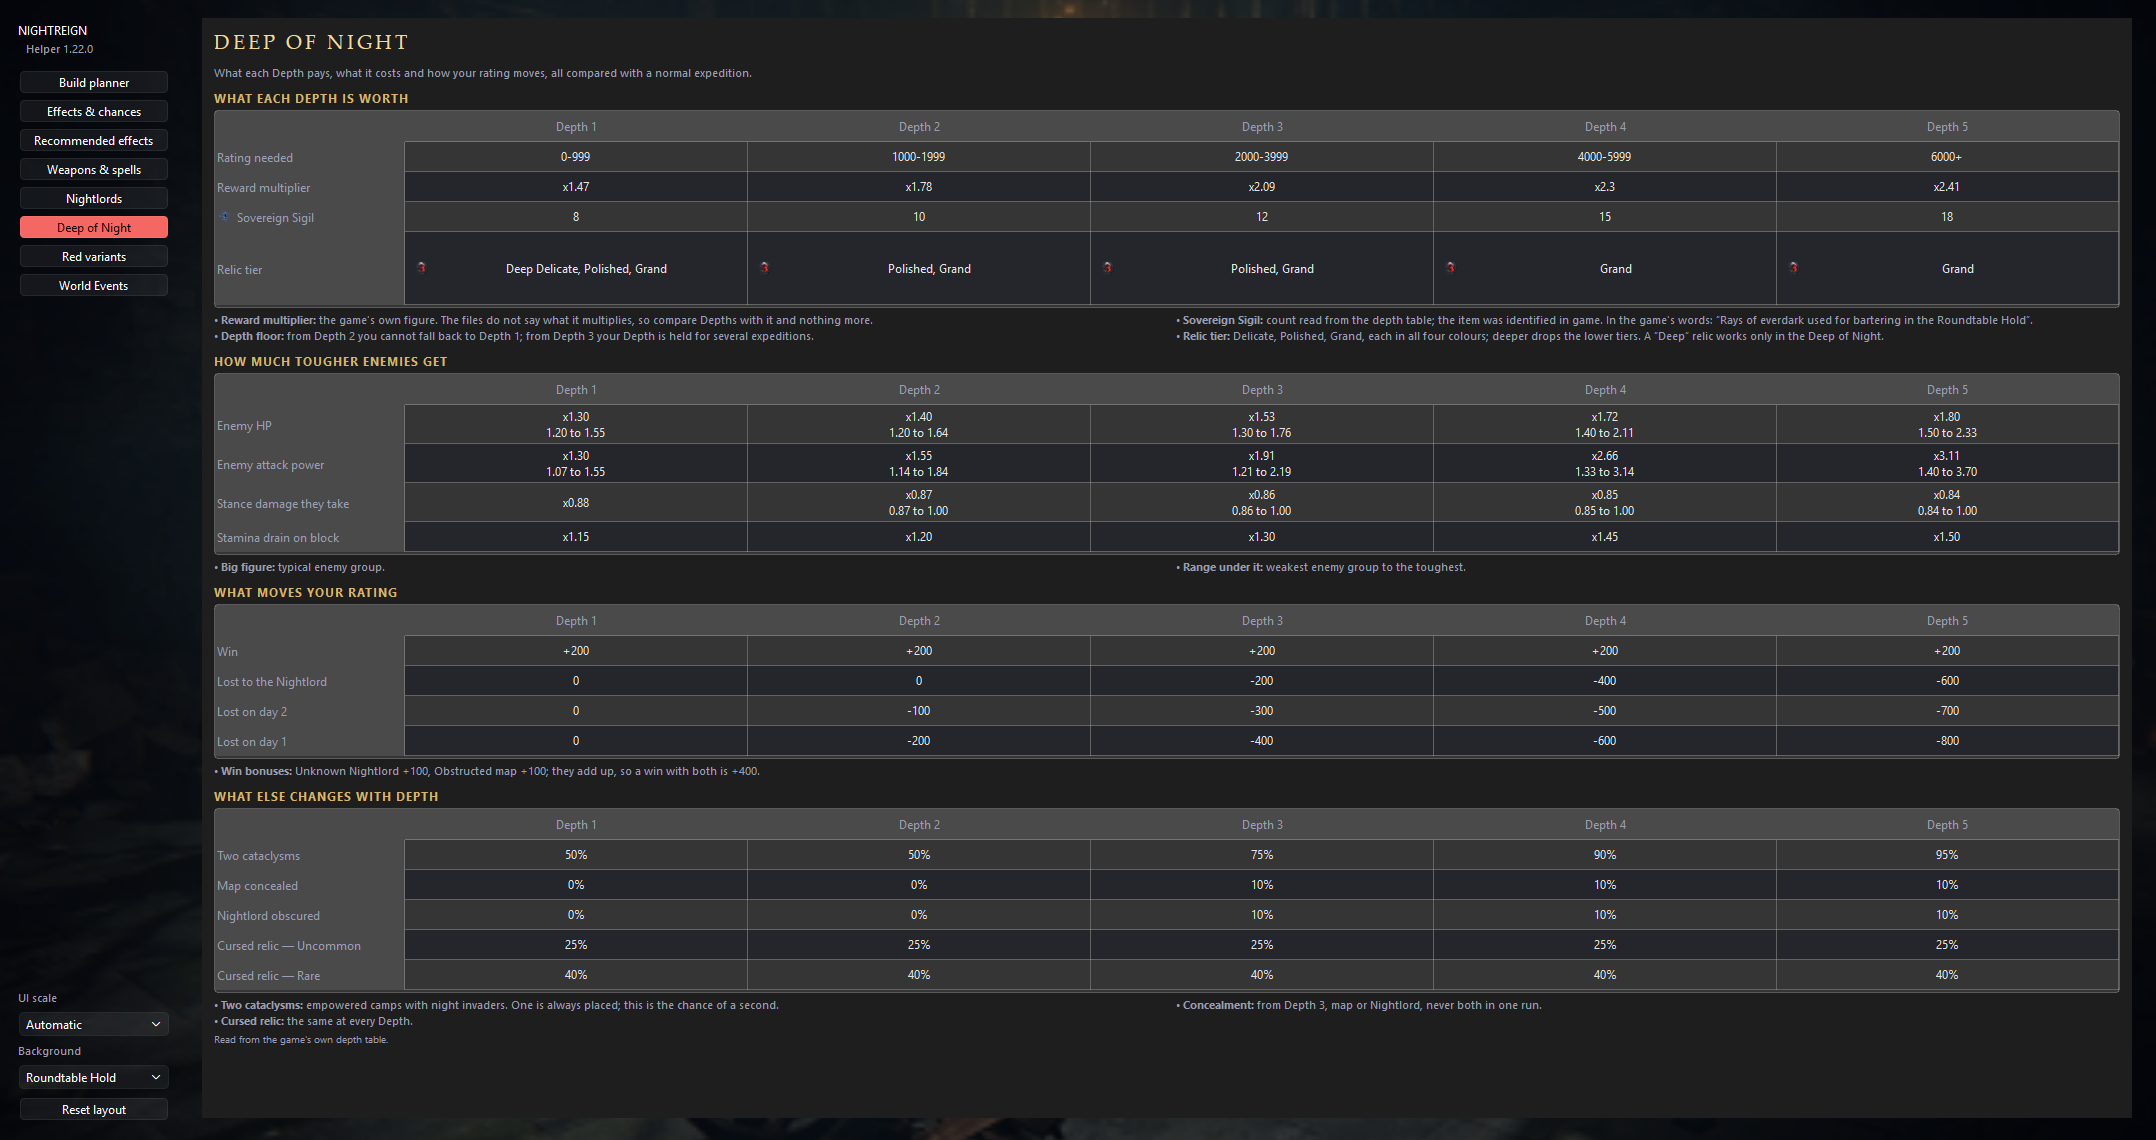 NIGHTREIGN
Helper 1.22.0
Build planner
Effects & chances
Recommended effects
Weapons & spells
Nightlords
Deep of Night
Red variants
World Events
UI scale
Automatic
Background
Roundtable Hold
Reset layout
DEEP OF NIGHT
What each Depth pays, what it costs and how your rating moves, all compared with a normal expedition.
WHAT EACH DEPTH IS WORTH
Depth 1 Depth 2 Depth 3 Depth 4 Depth 5
Rating needed 0-999 1000-1999 2000-3999 4000-5999 6000+
Reward multiplier x1.47 x1.78 x2.09 x2.3 x2.41
Sovereign Sigil 8 10 12 15 18
Relic tier 3 Deep Delicate, Polished, Grand 3 Polished, Grand 3 Polished, Grand 3 Grand 3 Grand
• Reward multiplier: the game's own figure. The files do not say what it multiplies, so compare Depths with it and nothing more.
• Depth floor: from Depth 2 you cannot fall back to Depth 1; from Depth 3 your Depth is held for several expeditions.
• Sovereign Sigil: count read from the depth table; the item was identified in game. In the game's words: "Rays of everdark used for bartering in the Roundtable Hold".
• Relic tier: Delicate, Polished, Grand, each in all four colours; deeper drops the lower tiers. A "Deep" relic works only in the Deep of Night.
HOW MUCH TOUGHER ENEMIES GET
Depth 1 Depth 2 Depth 3 Depth 4 Depth 5
Enemy HP x1.30 x1.40 x1.53 x1.72 x1.80
1.20 to 1.55 1.20 to 1.64 1.30 to 1.76 1.40 to 2.11 1.50 to 2.33
Enemy attack power x1.30 x1.55 x1.91 x2.66 x3.11
1.07 to 1.55 1.14 to 1.84 1.21 to 2.19 1.33 to 3.14 1.40 to 3.70
Stance damage they take x0.88 x0.87 x0.86 x0.85 x0.84
0.87 to 1.00 0.86 to 1.00 0.85 to 1.00 0.84 to 1.00
Stamina drain on block x1.15 x1.20 x1.30 x1.45 x1.50
• Big figure: typical enemy group.
• Range under it: weakest enemy group to the toughest.
WHAT MOVES YOUR RATING
Depth 1 Depth 2 Depth 3 Depth 4 Depth 5
Win +200 +200 +200 +200 +200
Lost to the Nightlord 0 0 -200 -400 -600
Lost on day 2 0 -100 -300 -500 -700
Lost on day 1 0 -200 -400 -600 -800
• Win bonuses: Unknown Nightlord +100, Obstructed map +100; they add up, so a win with both is +400.
WHAT ELSE CHANGES WITH DEPTH
Depth 1 Depth 2 Depth 3 Depth 4 Depth 5
Two cataclysms 50% 50% 75% 90% 95%
Map concealed 0% 0% 10% 10% 10%
Nightlord obscured 0% 0% 10% 10% 10%
Cursed relic — Uncommon 25% 25% 25% 25% 25%
Cursed relic — Rare 40% 40% 40% 40% 40%
• Two cataclysms: empowered camps with night invaders. One is always placed; this is the chance of a second.
• Cursed relic: the same at every Depth.
• Concealment: from Depth 3, map or Nightlord, never both in one run.
Read from the game's own depth table.